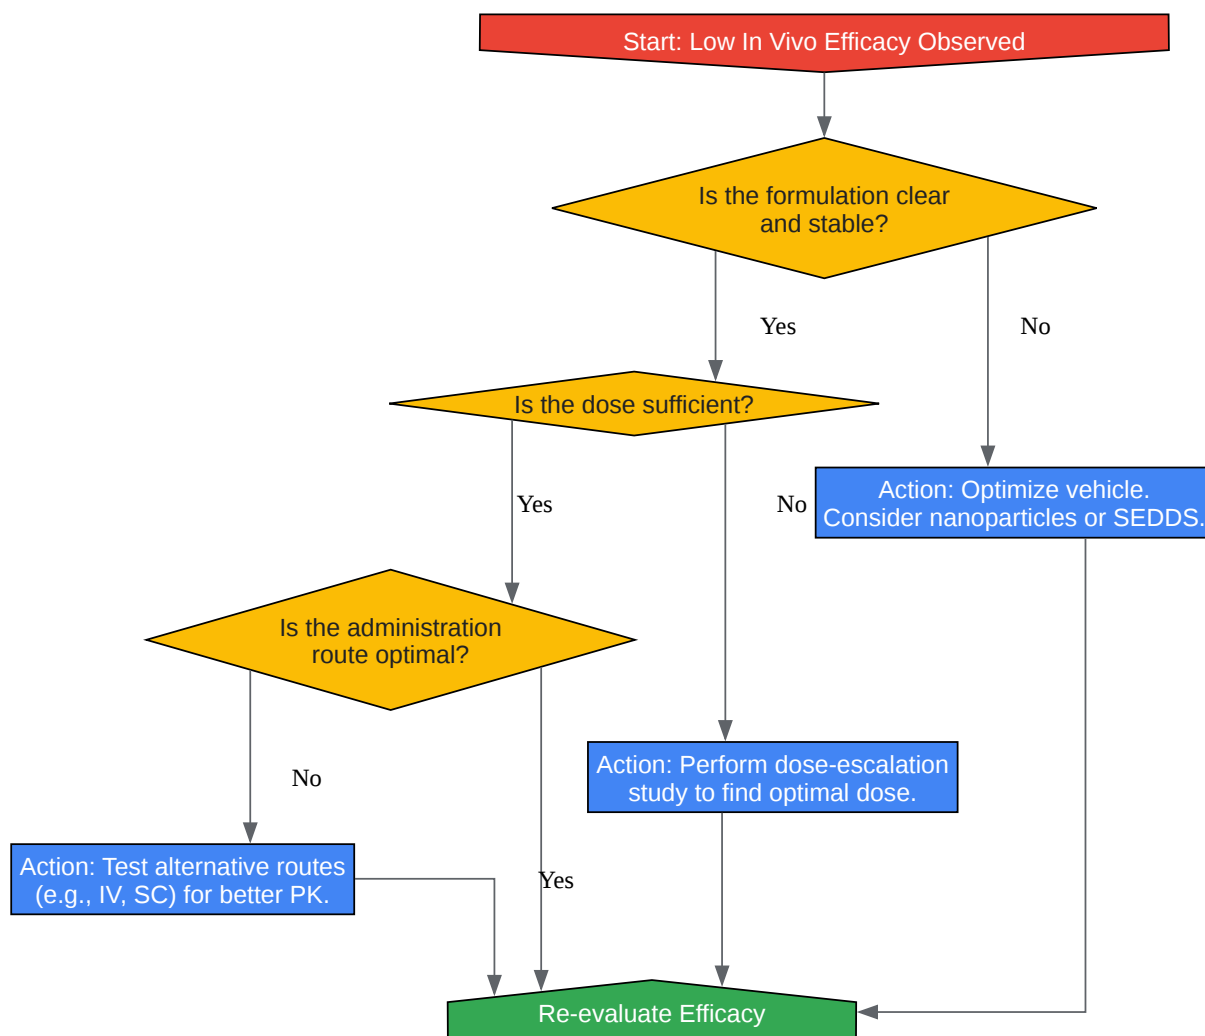 Start: Low In Vivo Efficacy Observed
Is the formulation clear
and stable?
Yes
No
Is the dose sufficient?
Yes
No
Action: Optimize vehicle.
Consider nanoparticles or SEDDS.
Is the administration
route optimal?
No
Action: Perform dose-escalation
study to find optimal dose.
Action: Test alternative routes
(e.g., IV, SC) for better PK.
Yes
Re-evaluate Efficacy